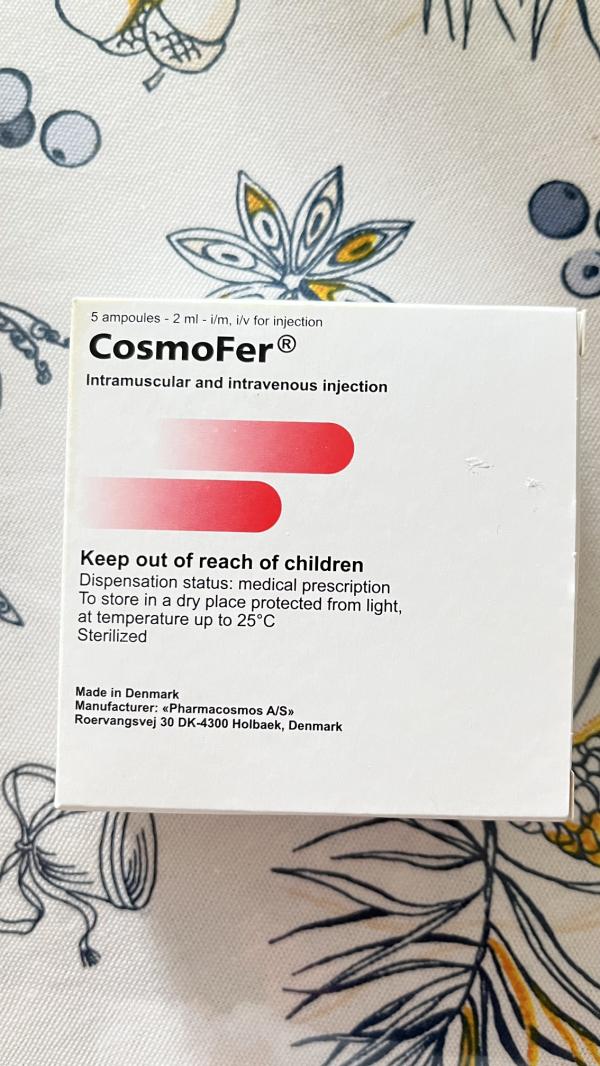 5 ampoules - 2 ml - i/m, i/v for injection
CosmoFer®
Intramuscular and intravenous injection
Keep out of reach of children
Dispensation status: medical prescription
To store in a dry place protected from light,
at temperature up to 25°C
Sterilized
Made in Denmark
Manufacturer: «Pharmacosmos A/S»
Roervangsvej 30 DK-4300 Holbaek, Denmark